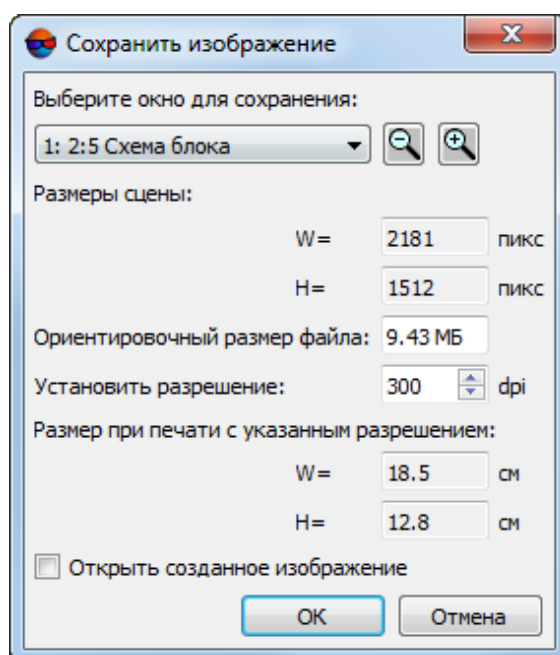 Сохранить изображение
Выберите окно для сохранения:
1: 2:5 Схема блока
Размеры сцены:
W= 2181 пикс
H= 1512 пикс
Ориентировочный размер файла: 9.43 МБ
Установить разрешение: 300 dpi
Размер при печати с указанным разрешением:
W= 18.5 см
H= 12.8 см
Открыть созданное изображение
OK Отмена